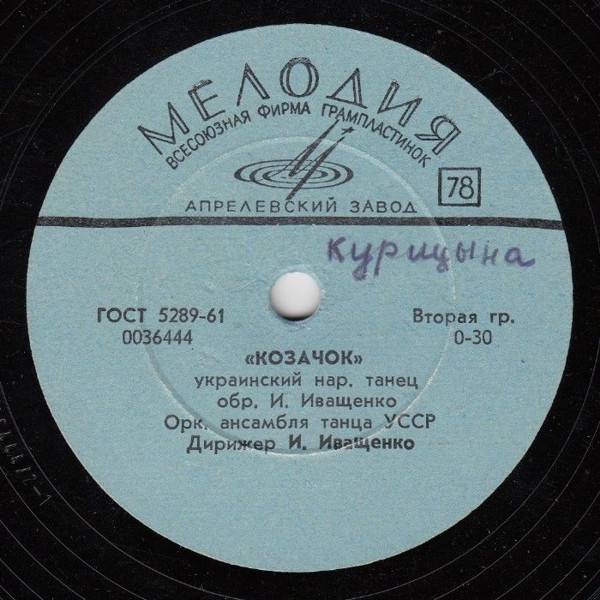 МЕЛОДИЯ
ВСЕСОЮЗНАЯ ФИРМА ГРАМПЛАСТИНОК
78
АПРЕЛЕВСКИЙ ЗАВОД
Курицына
ГОСТ 5289-61 Вторая гр.
0036444 0-30
«КОЗАЧОК»
украинский нар. танец
обр. И. Иващенко
Орк. ансамбля танца УССР
Дирижер И. Иващенко